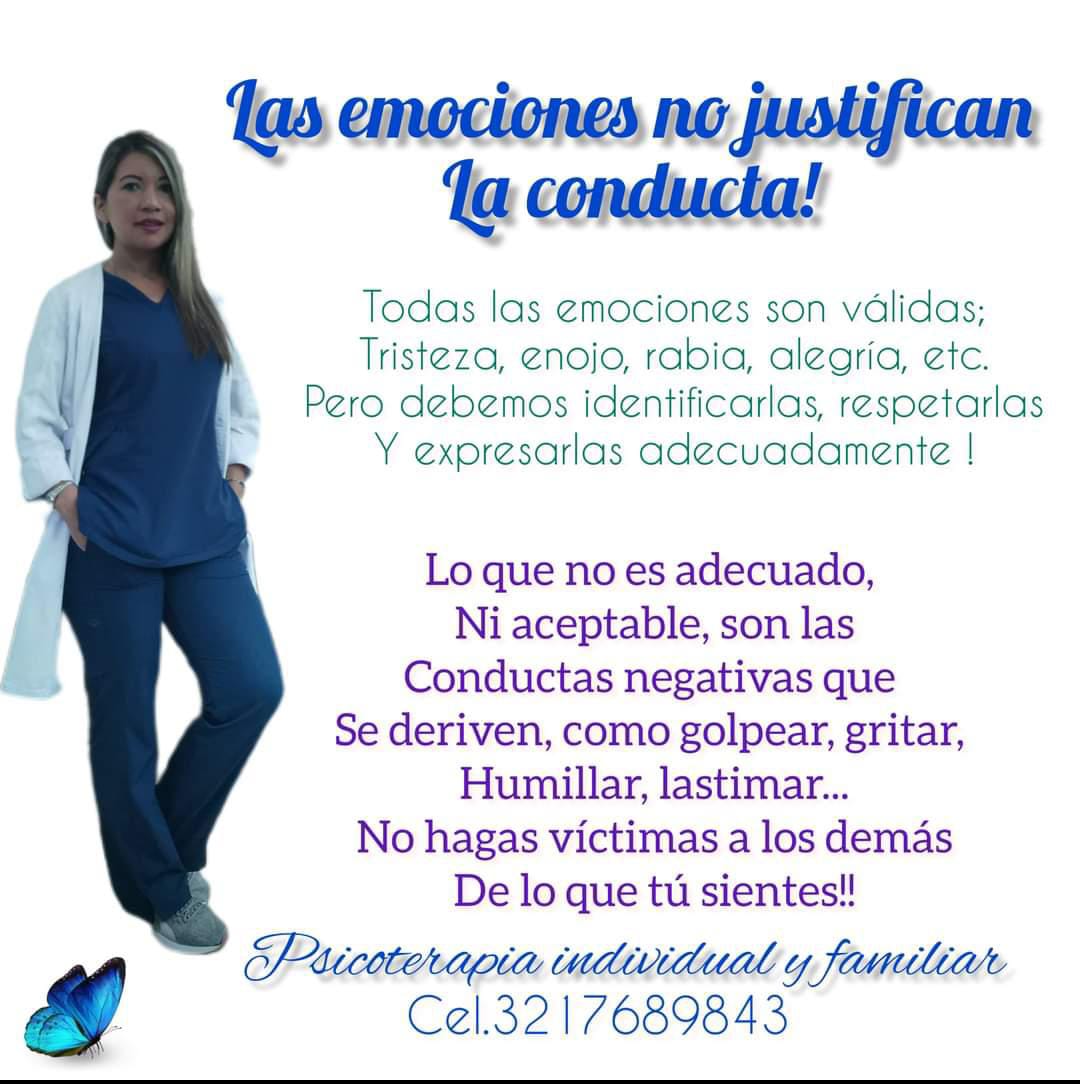 Las emociones no justifican
La conducta!
Todas las emociones son válidas;
Tristeza, enojo, rabia, alegría, etc.
Pero debemos identificarlas, respetarlas
Y expresarlas adecuadamente !
Lo que no es adecuado,
Ni aceptable, son las
Conductas negativas que
Se deriven, como golpear, gritar,
Humillar, lastimar...
No hagas víctimas a los demás
De lo que tú sientes!!
Psicoterapia individual y familiar
Cel.3217689843